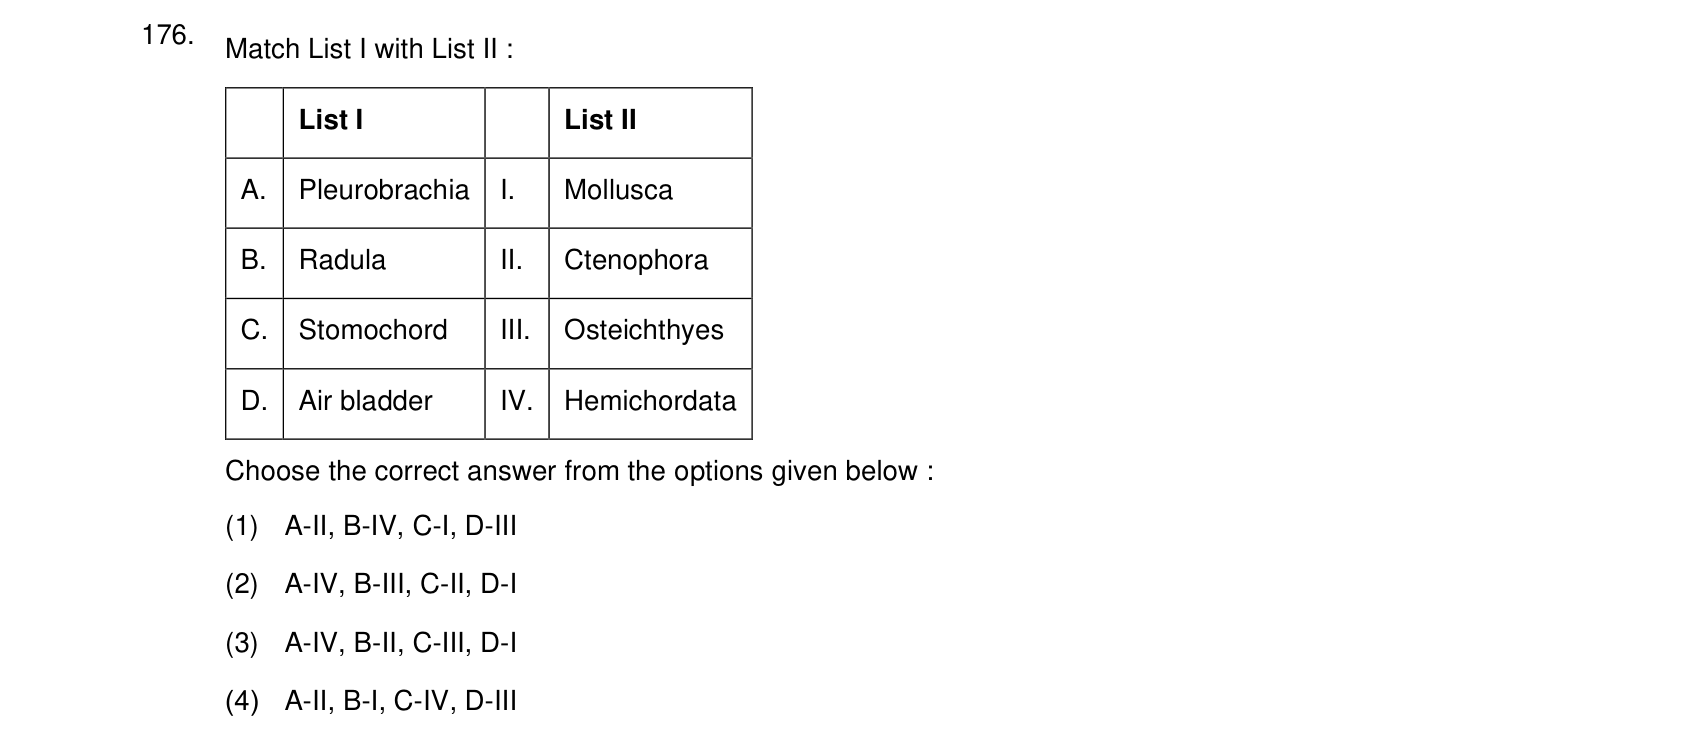 176. Match List I with List II :
List I List II
A. Pleurobrachia I. Mollusca
B. Radula II. Ctenophora
C. Stomochord III. Osteichthyes
D. Air bladder IV. Hemichordata
Choose the correct answer from the options given below :
(1) A-II, B-IV, C-I, D-III
(2) A-IV, B-III, C-II, D-I
(3) A-IV, B-II, C-III, D-I
(4) A-II, B-I, C-IV, D-III